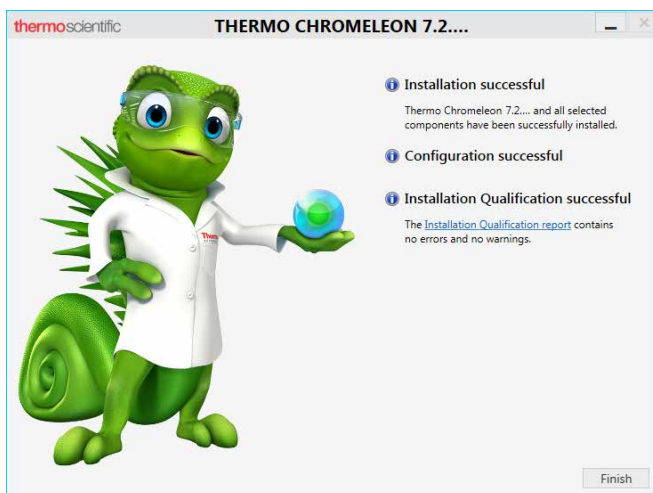 thermoscientific
THERMO CHROMELEON 7.2....
Installation successful
Thermo Chromeleon 7.2.... and all selected
components have been successfully installed.
Configuration successful
Installation Qualification successful
The Installation Qualification report contains
no errors and no warnings.
Finish